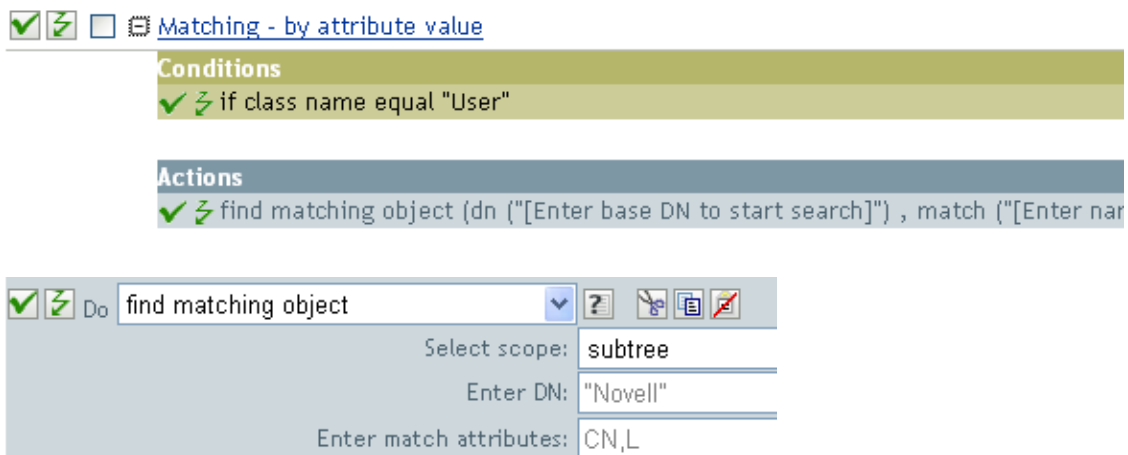 Matching - by attribute value
Conditions
if class name equal "User"
Actions
find matching object (dn ("[Enter base DN to start search]") , match ("[Enter
Do find matching object
Select scope: subtree
Enter DN: "Novell"
Enter match attributes: CN,L